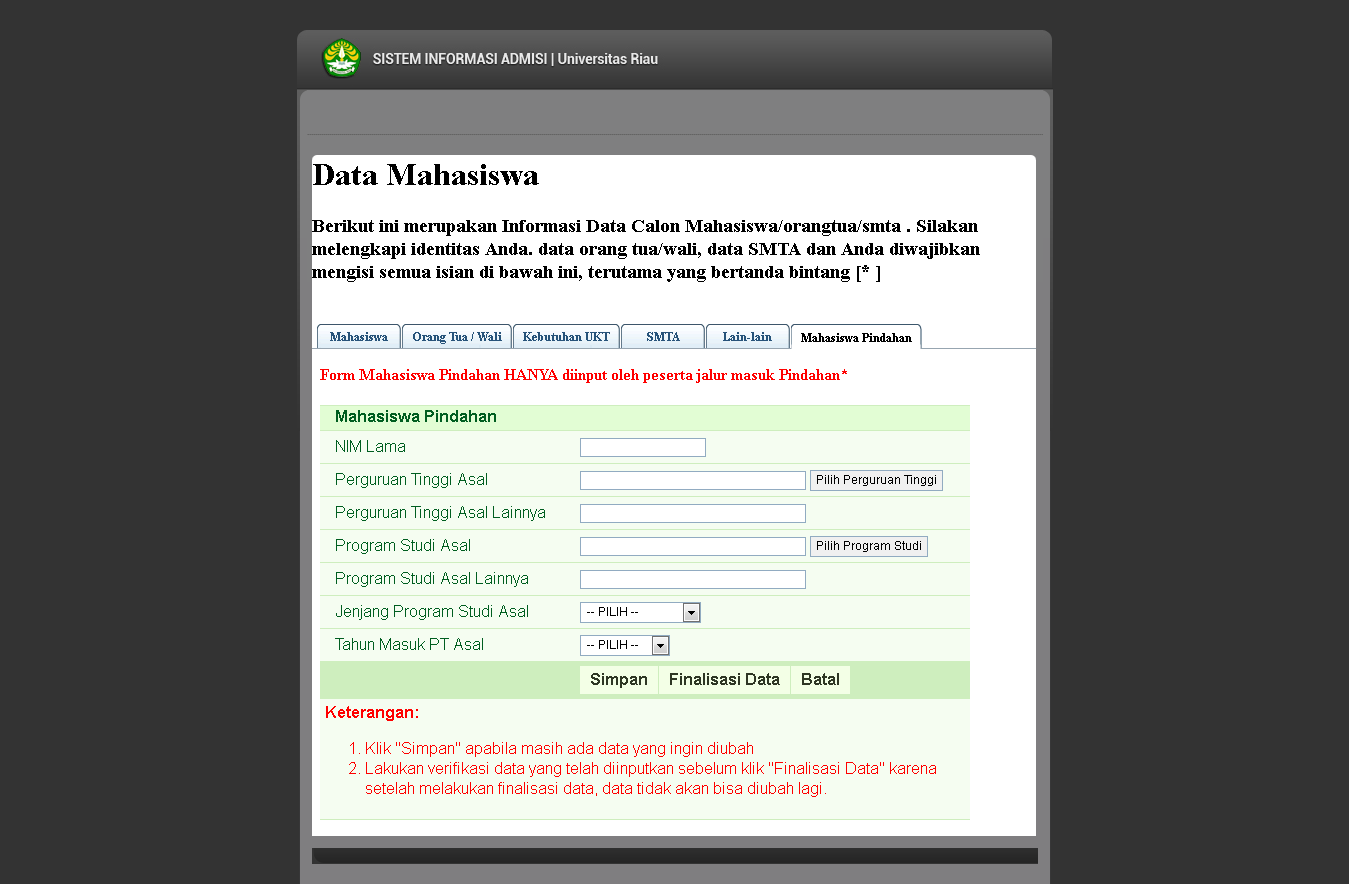 SISTEM INFORMASI ADMISI | Universitas Riau
Data Mahasiswa
Berikut ini merupakan Informasi Data Calon Mahasiswa/orangtua/smta . Silakan
melengkapi identitas Anda. data orang tua/wali, data SMTA dan Anda diwajibkan
mengisi semua isian di bawah ini, terutama yang bertanda bintang [* ]
Mahasiswa Orang Tua / Wali Kebutuhan UKT SMTA Lain-lain Mahasiswa Pindahan
Form Mahasiswa Pindahan HANYA diinput oleh peserta jalur masuk Pindahan*
Mahasiswa Pindahan
NIM Lama
Perguruan Tinggi Asal Pilih Perguruan Tinggi
Perguruan Tinggi Asal Lainnya
Program Studi Asal Pilih Program Studi
Program Studi Asal Lainnya
Jenjang Program Studi Asal -- PILIH --
Tahun Masuk PT Asal -- PILIH --
Simpan Finalisasi Data Batal
Keterangan:
1. Klik "Simpan" apabila masih ada data yang ingin diubah
2. Lakukan verifikasi data yang telah diinputkan sebelum klik "Finalisasi Data" karena
setelah melakukan finalisasi data, data tidak akan bisa diubah lagi.